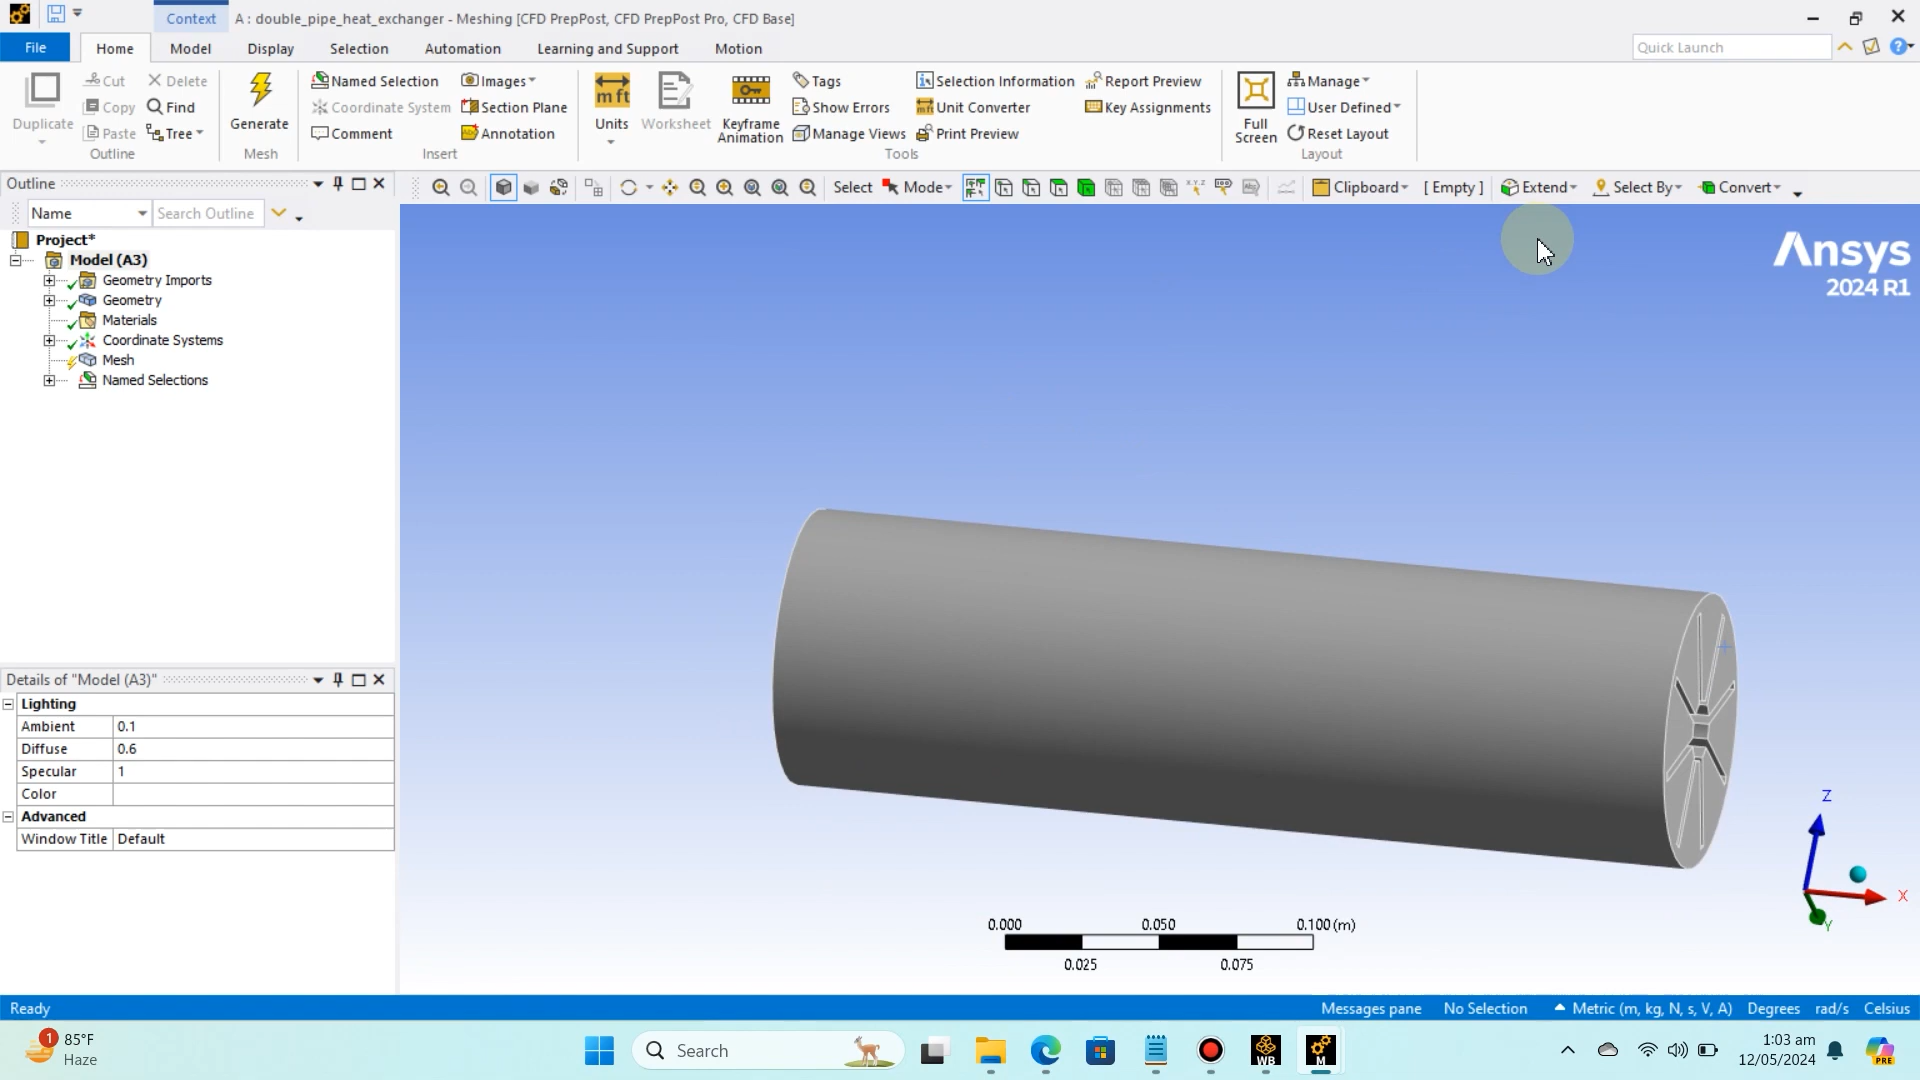 Context
A : double_pipe_heat_exchanger - Meshing [CFD PrepPost, CFD PrepPost Pro, CFD Base]
File
Home
Model
Display
Selection
Automation
Learning and Support
Motion
Quick Launch
Duplicate
Cut
Copy
Paste
Delete
Find
Tree
Outline
Generate
Mesh
Named Selection
Coordinate System
Comment
Images
Section Plane
Annotation
Insert
Units
Worksheet
Keyframe
Animation
Tags
Show Errors
Manage Views
Selection Information
Unit Converter
Print Preview
Report Preview
Key Assignments
Tools
Full
Screen
Manage
User Defined
Reset Layout
Layout
Outline
Select
Mode
Clipboard
[ Empty ]
Extend
Select By
Convert
Name
Search Outline
Project*
Model (A3)
Geometry Imports
Geometry
Materials
Coordinate Systems
Mesh
Named Selections
Ansys
2024 R1
Details of "Model (A3)"
Lighting
Ambient 0.1
Diffuse 0.6
Specular 1
Color
Advanced
Window Title Default
0.000 0.050 0.100 (m)
0.025 0.075
Z
X
Y
Ready
Messages pane
No Selection
Metric (m, kg, N, s, V, A)
Degrees
rad/s
Celsius
1
85°F
Haze
Search
WB
M
1:03 am
12/05/2024
PRE